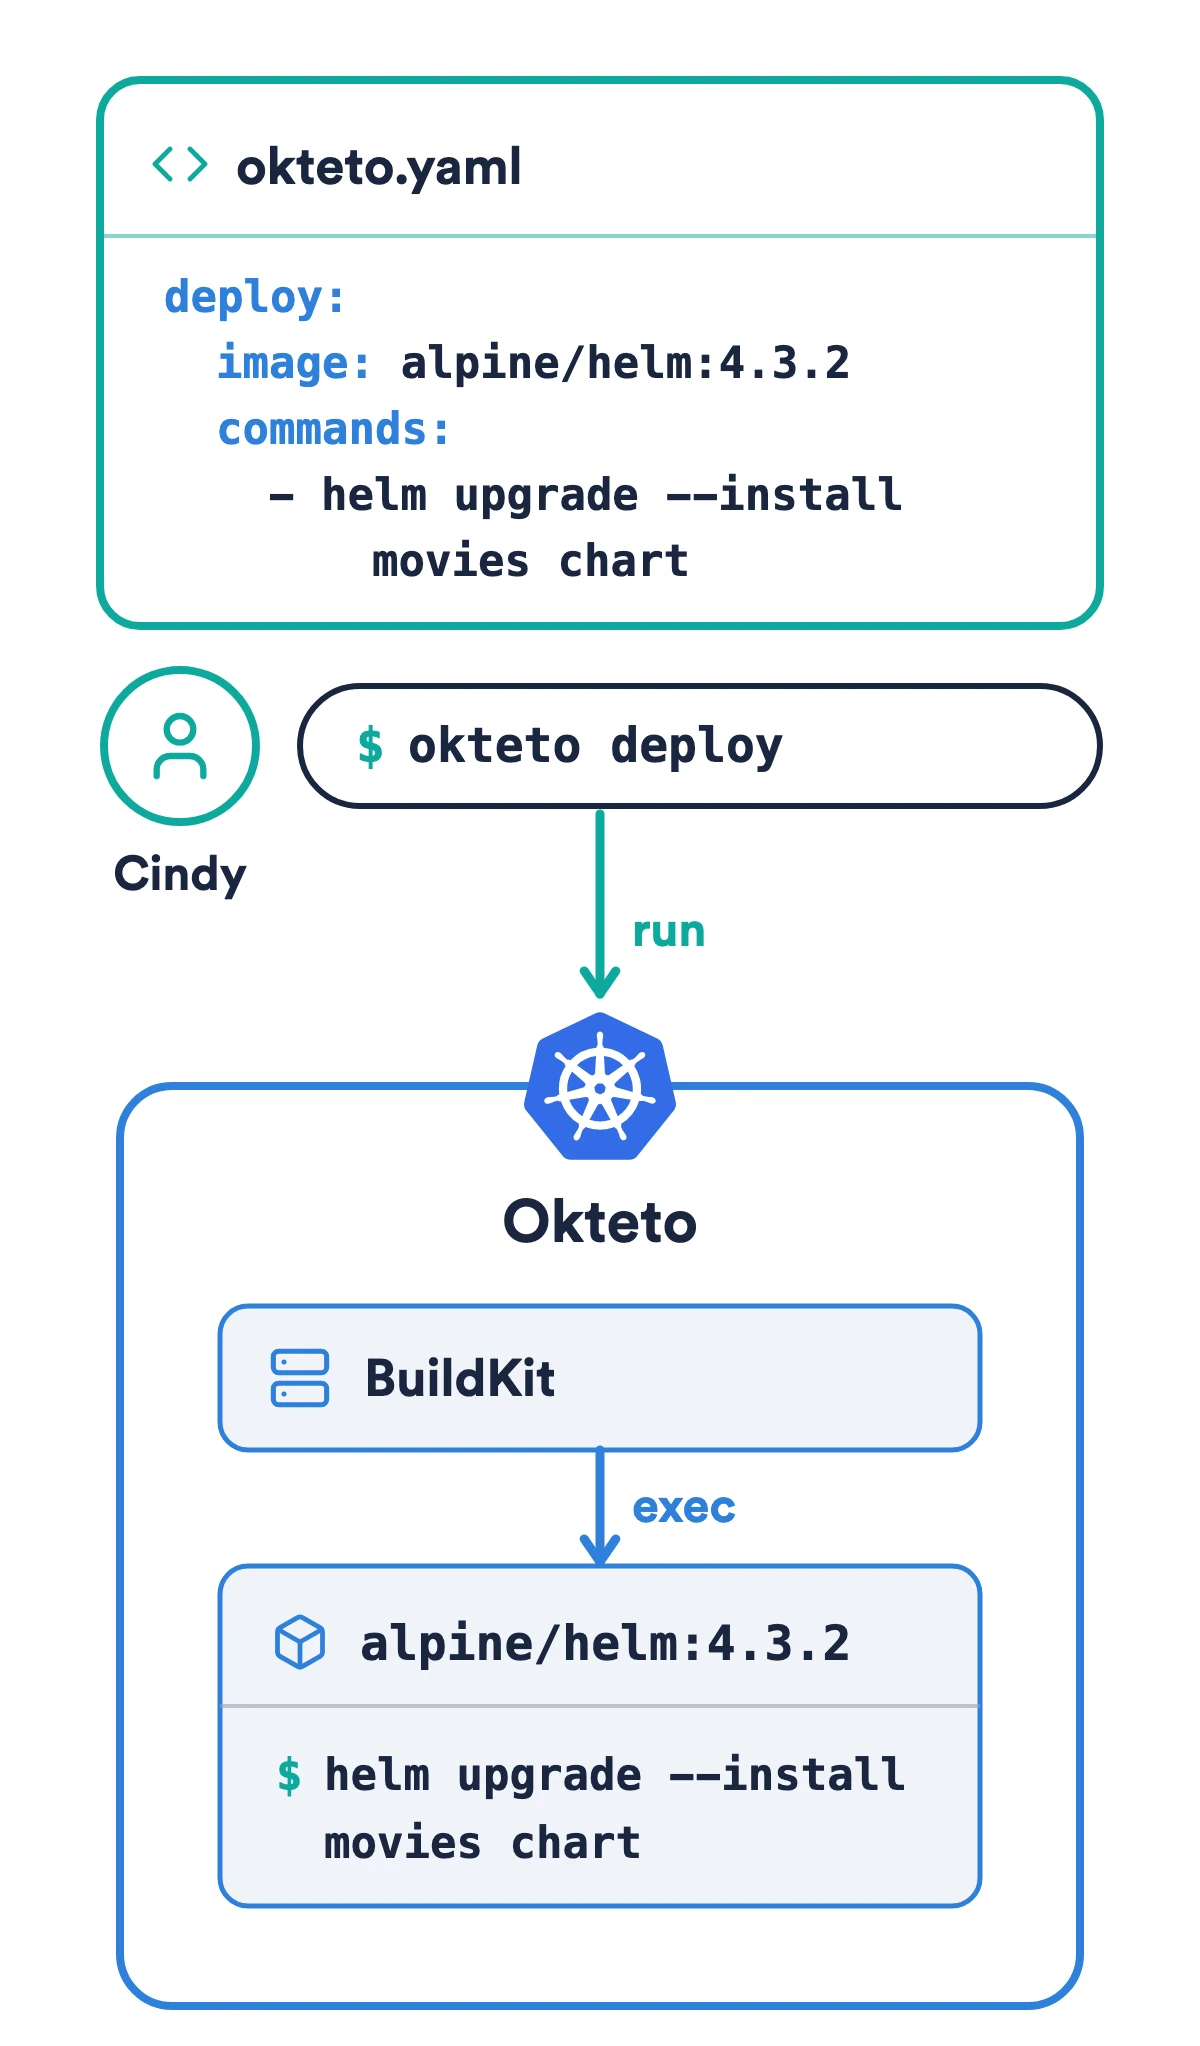 okteto.yaml
deploy:
image: alpine/helm:4.3.2
commands:
- helm upgrade --install
movies chart
$ okteto deploy
Cindy
run
Okteto
BuildKit
exec
alpine/helm:4.3.2
$ helm upgrade --install
movies chart